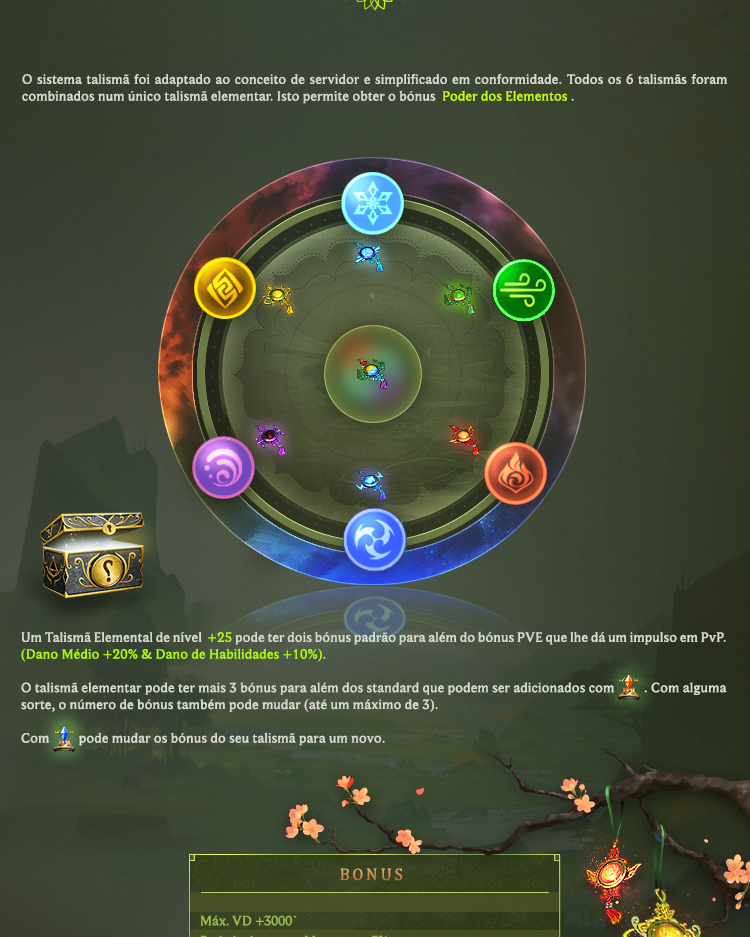 O sistema talismã foi adaptado ao conceito de servidor e simplificado em conformidade. Todos os 6 talismãs foram
combinados num único talismã elementar. Isto permite obter o bónus Poder dos Elementos .
Um Talismã Elemental de nível +25 pode ter dois bónus padrão para além do bónus PVE que lhe dá um impulso em PvP.
(Dano Médio +20% & Dano de Habilidades +10%).
O talismã elementar pode ter mais 3 bónus para além dos standard que podem ser adicionados com . Com alguma
sorte, o número de bónus também pode mudar (até um máximo de 3).
Com pode mudar os bónus do seu talismã para um novo.
BONUS
Máx. VD +3000`